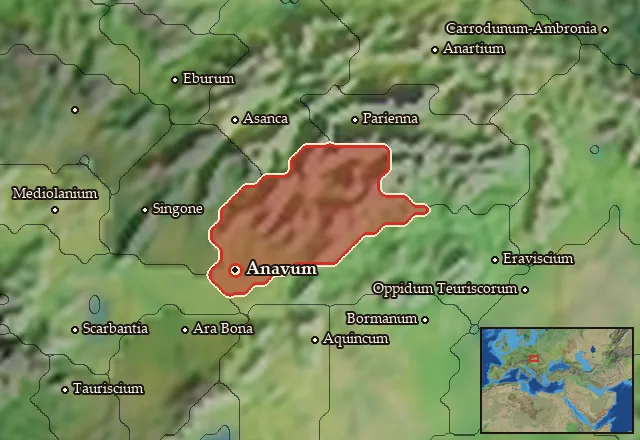 Carrodunum-Ambronia
Anartium
Eburum
Asanca
Parienna
Mediolanium
Singone
Anavum
Eraviscium
Oppidum Teuriscorum
Bormanum
Scarbantia
Ara Bona
Aquincum
Tauriscium